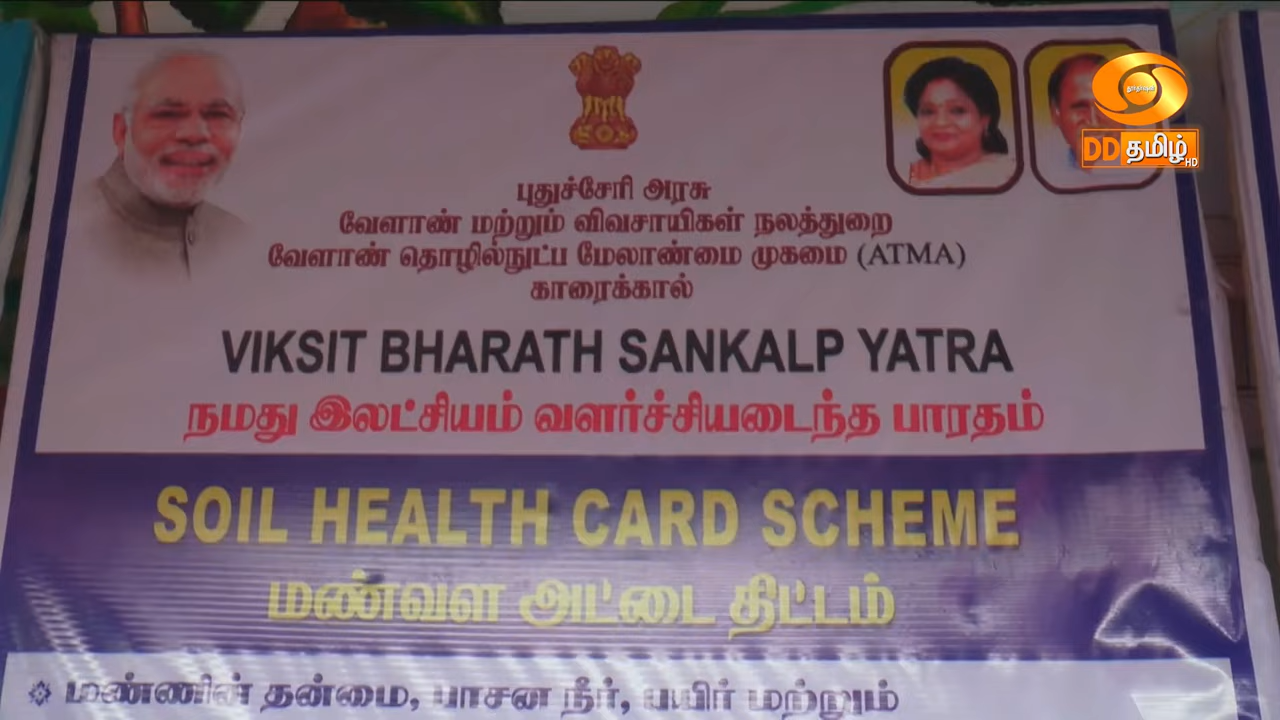 DD தமிழ் HD
புதுச்சேரி அரசு
வேளாண் மற்றும் விவசாயிகள் நலத்துறை
வேளாண் தொழில்நுட்ப மேலாண்மை முகமை (ATMA)
காரைக்கால்
VIKSIT BHARATH SANKALP YATRA
நமது இலட்சியம் வளர்ச்சியடைந்த பாரதம்
SOIL HEALTH CARD SCHEME
மண்வள அட்டை திட்டம்
மண்ணின் தன்மை, பாசன நீர், பயிர் மற்றும்